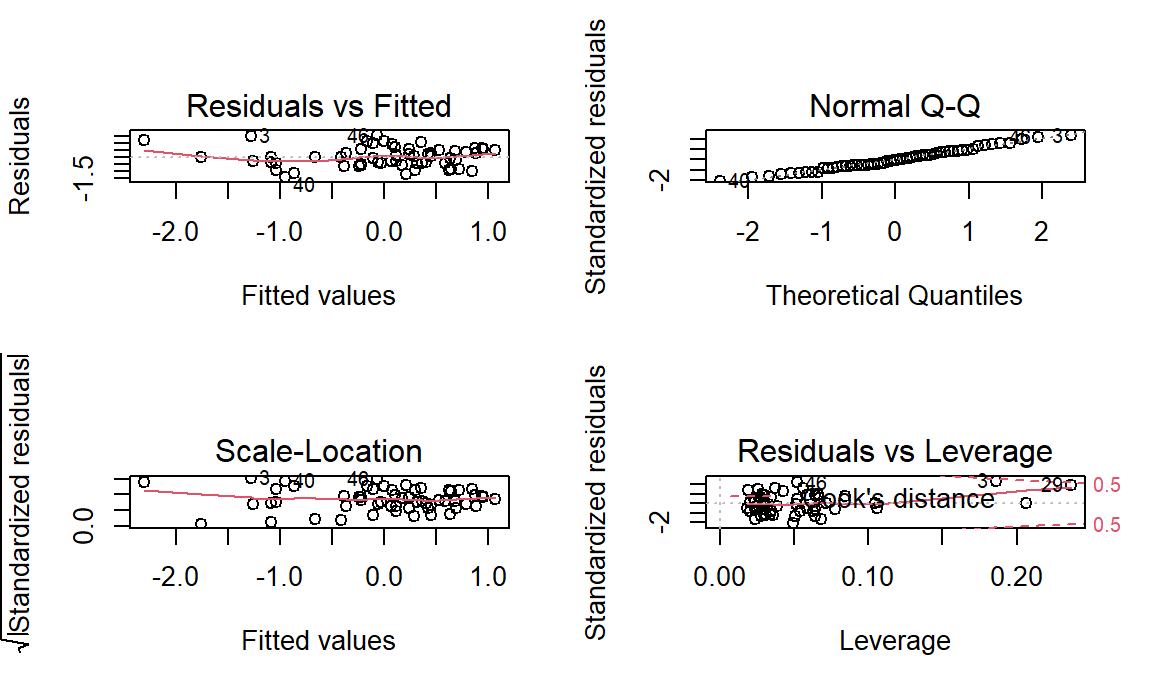 Residuals vs Fitted
Residuals
-1.5
3
46
40
-2.0 -1.0 0.0 1.0
Fitted values
Normal Q-Q
Standardized residuals
-2
40
46
3
-2 -1 0 1 2
Theoretical Quantiles
Scale-Location
√|Standardized residuals|
0.0
3
40
46
-2.0 -1.0 0.0 1.0
Fitted values
Residuals vs Leverage
Standardized residuals
-2
46
3
29
Cook's distance
0.5
0.5
0.00 0.10 0.20
Leverage